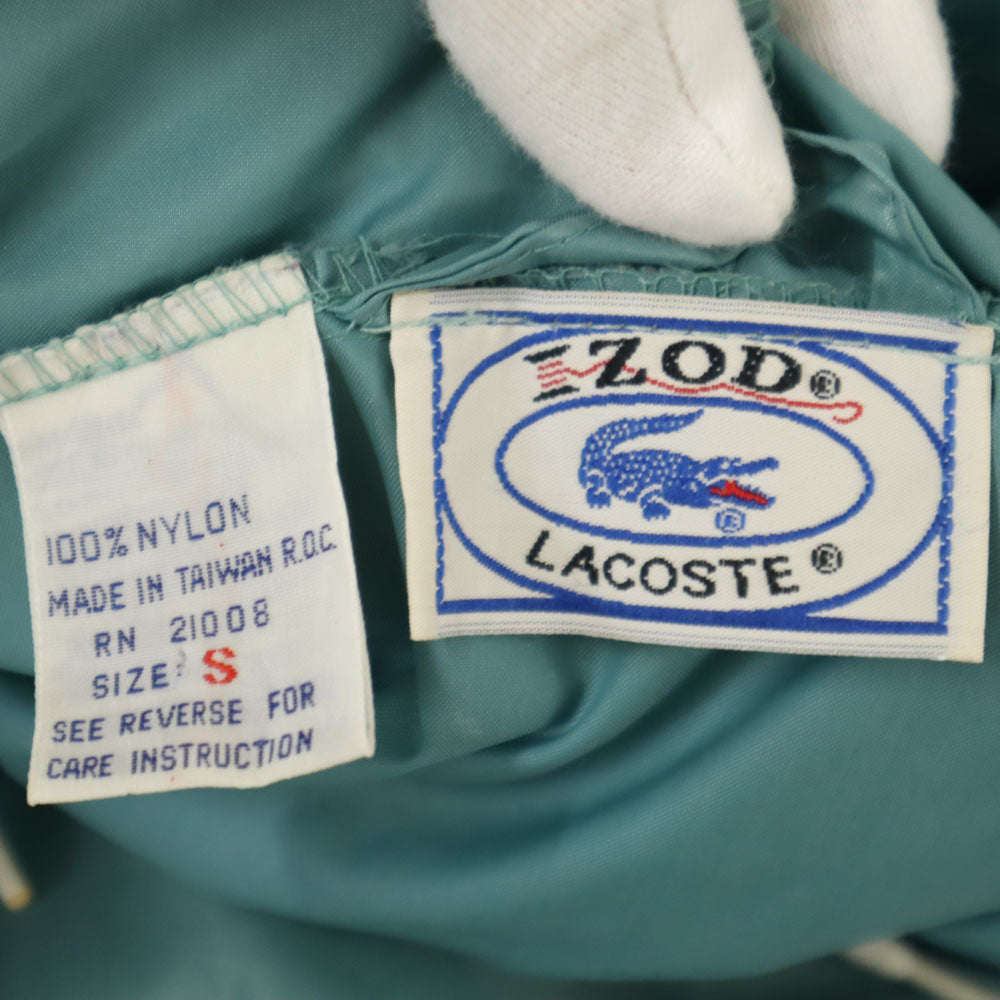 100% NYLON
MADE IN TAIWAN R.O.C.
RN 21008
SIZE: S
SEE REVERSE FOR
CARE INSTRUCTION
IZOD®
®
LACOSTE®